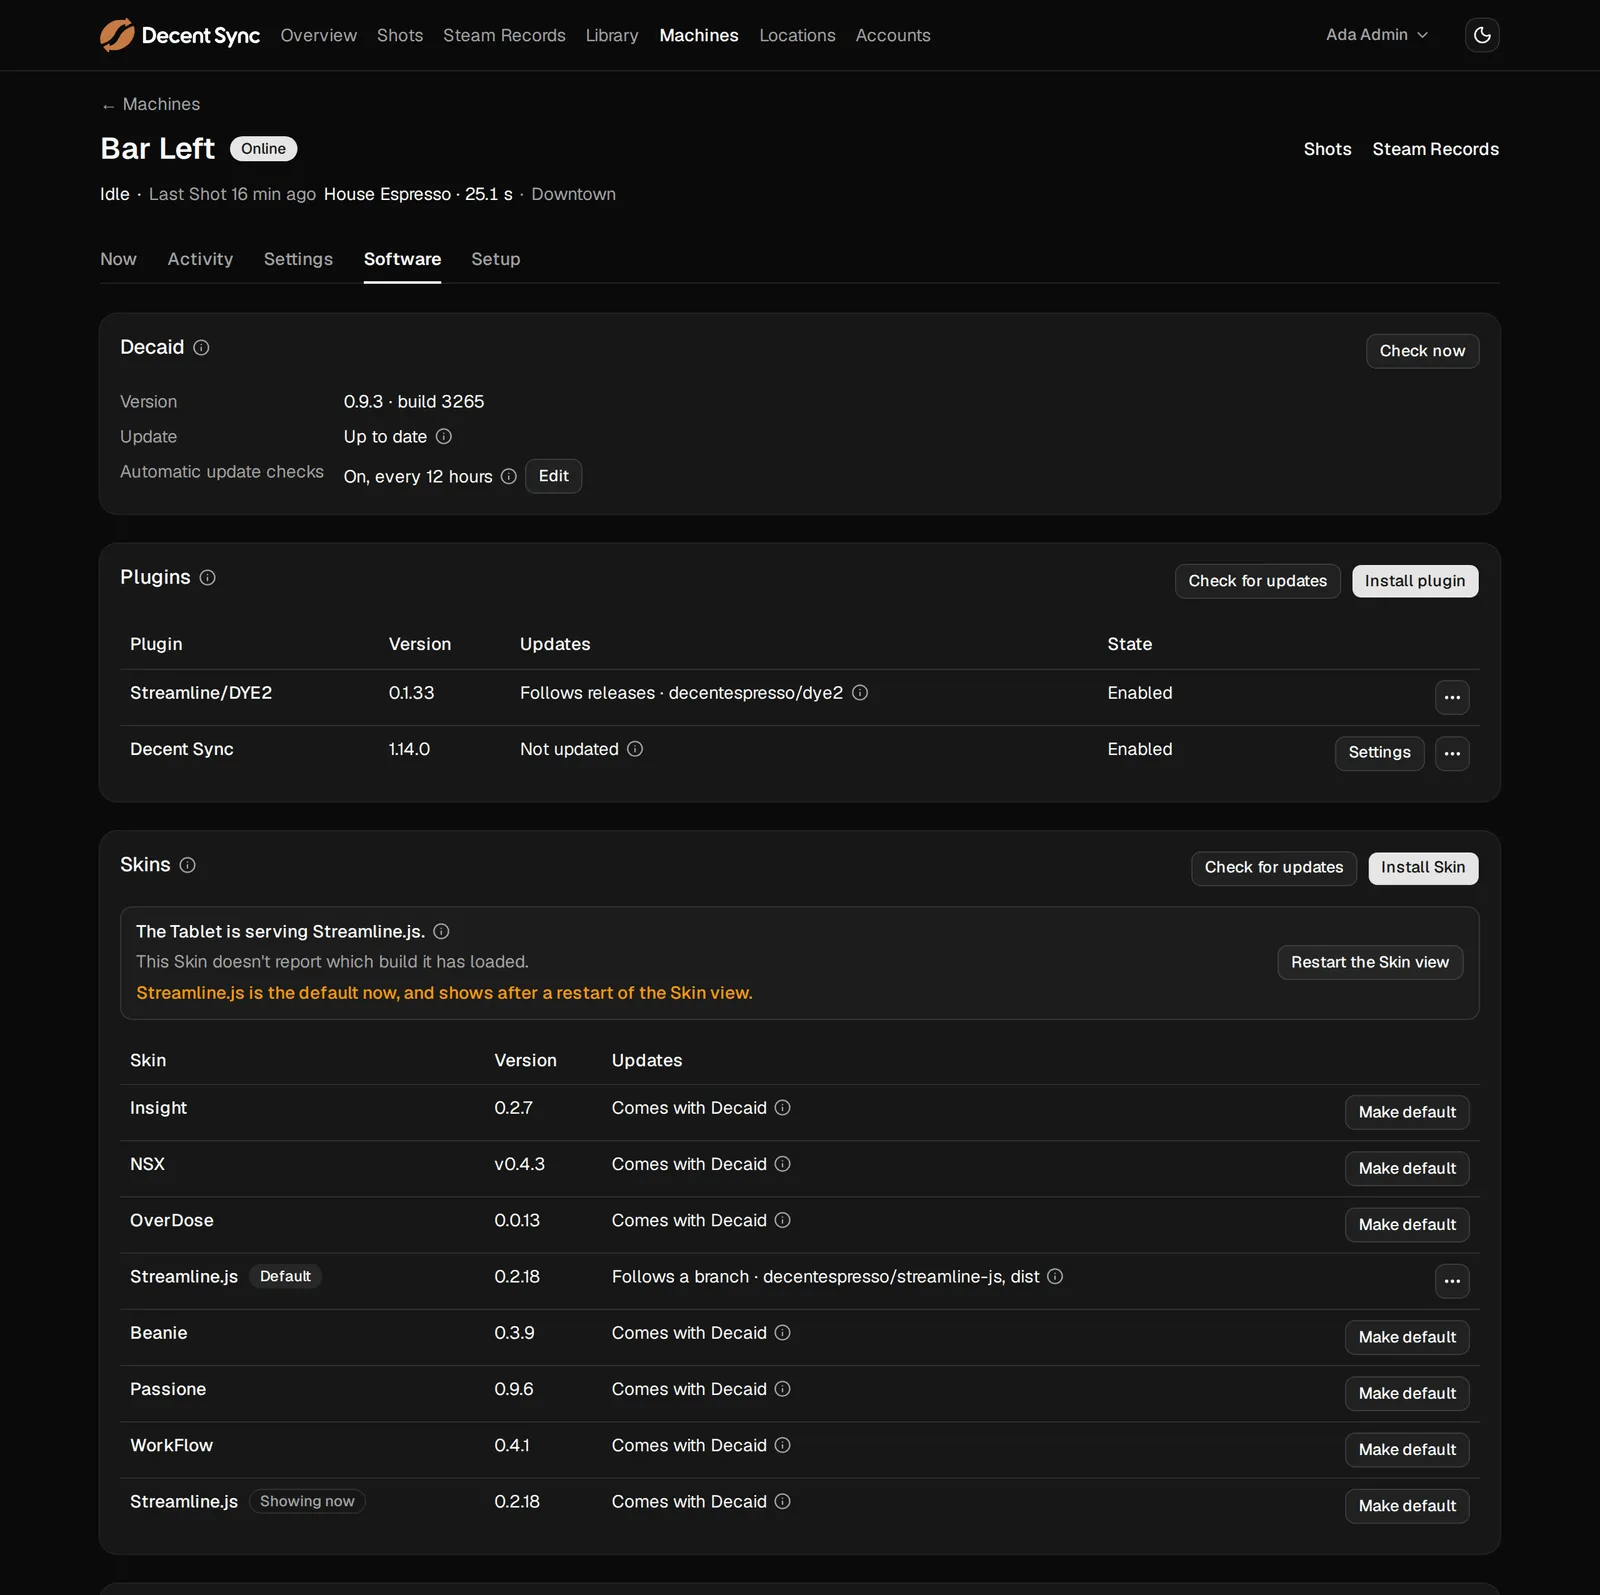 Decent Sync Overview Shots Steam Records Library Machines Locations Accounts Ada Admin
← Machines
Bar Left Online Shots Steam Records
Idle · Last Shot 16 min ago House Espresso · 25.1 s · Downtown
Now Activity Settings Software Setup
Decaid Check now
Version 0.9.3 · build 3265
Update Up to date
Automatic update checks On, every 12 hours Edit
Plugins Check for updates Install plugin
Plugin Version Updates State
Streamline/DYE2 0.1.33 Follows releases · decentespresso/dye2 Enabled
Decent Sync 1.14.0 Not updated Enabled Settings
Skins Check for updates Install Skin
The Tablet is serving Streamline.js.
This Skin doesn't report which build it has loaded. Restart the Skin view
Streamline.js is the default now, and shows after a restart of the Skin view.
Skin Version Updates
Insight 0.2.7 Comes with Decaid Make default
NSX v0.4.3 Comes with Decaid Make default
OverDose 0.0.13 Comes with Decaid Make default
Streamline.js Default 0.2.18 Follows a branch · decentespresso/streamline-js, dist
Beanie 0.3.9 Comes with Decaid Make default
Passione 0.9.6 Comes with Decaid Make default
WorkFlow 0.4.1 Comes with Decaid Make default
Streamline.js Showing now 0.2.18 Comes with Decaid Make default